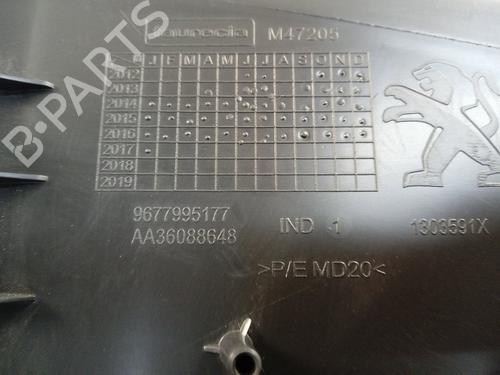 faurecia M47205
J F M A M J J A S O N D
2012
2013
2014
2015
2016
2017
2018
2019
9677995177
AA36088648 IND 1 1303591X
>P/E MD20<
B-PARTS